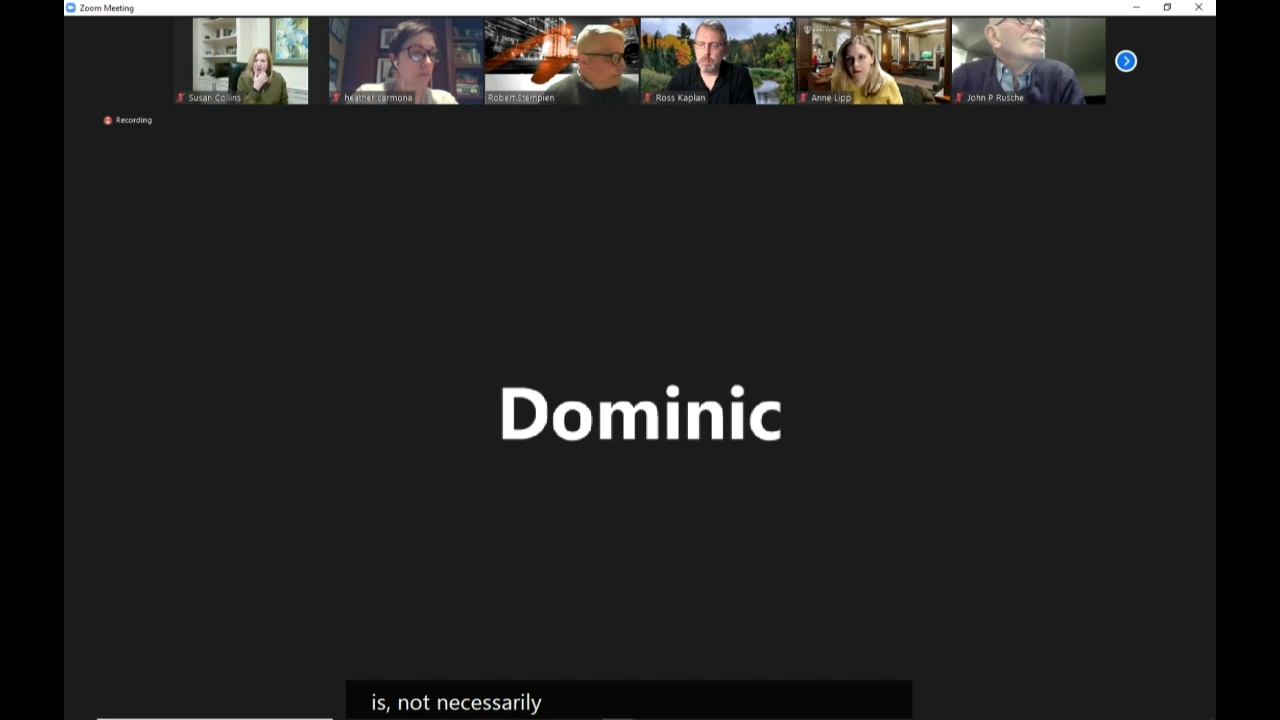 Zoom Meeting
Susan Collins
heather carmona
Robert Stempien
Ross Kaplan
Anne Lipp
John P Rusche
Recording
Dominic
is, not necessarily